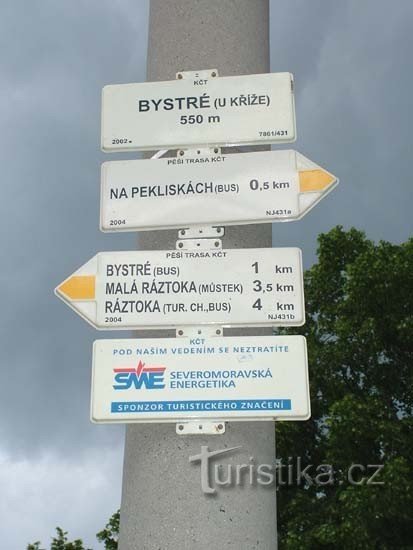 KČT
BYSTRÉ (U KŘÍŽE)
550 m
2002 7861/431
PĚŠÍ TRASA KČT
NA PEKLISKÁCH (BUS) 0,5 km
2004 NJ431a
PĚŠÍ TRASA KČT
BYSTRÉ (BUS) 1 km
MALÁ RÁZTOKA (MŮSTEK) 3,5 km
RÁZTOKA (TUR. CH.,BUS) 4 km
2004 NJ431b
KČT
POD NAŠIM VEDENÍM SE NEZTRATÍTE
SME SEVEROMORAVSKÁ
ENERGETIKA
SPONZOR TURISTICKÉHO ZNAČENÍ
Turistika.cz